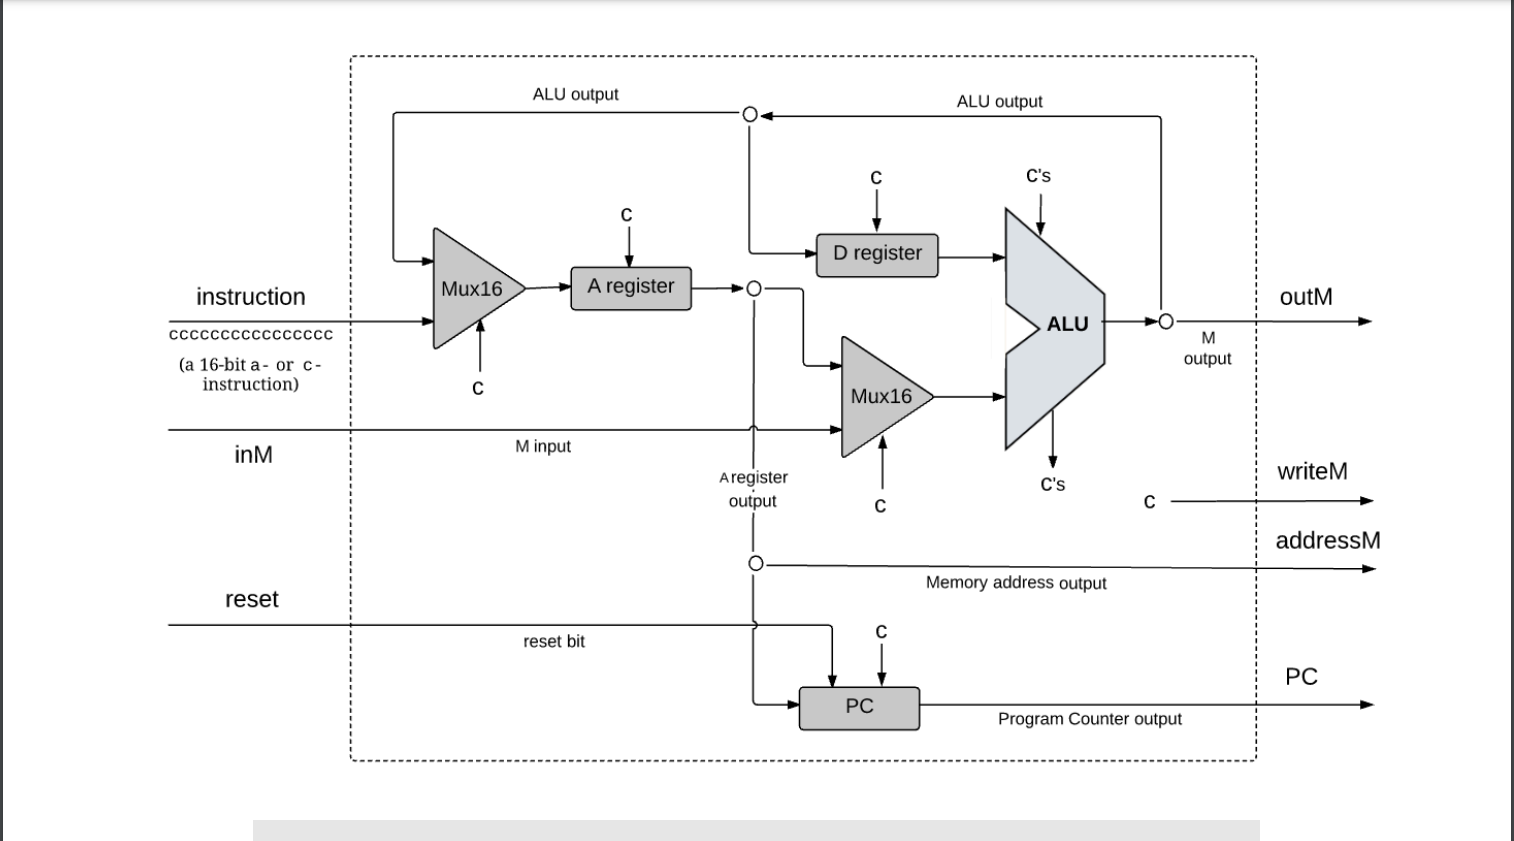 ALU output
ALU output
c
c's
c
D register
Mux16
A register
instruction
cccccccccccccccc
(a 16-bit a- or c-
instruction)
c
ALU
outM
M
output
Mux16
inM
M input
A register
output
c
c's
writeM
c
addressM
Memory address output
reset
reset bit
c
PC
PC
Program Counter output